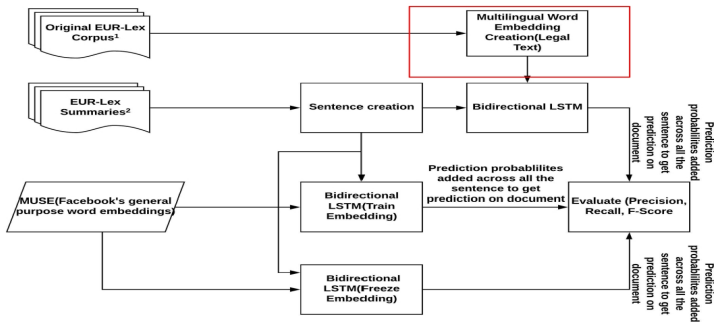 Original EUR-Lex
Corpus¹
Multilingual Word
Embedding
Creation(Legal
Text)
EUR-Lex
Summaries²
Sentence creation
Bidirectional LSTM
Prediction
probablilites added
across all the
sentence to get
prediction on
document
MUSE(Facebook's general
purpose word embeddings)
Bidirectional
LSTM(Train
Embedding)
Prediction probablilites
added across all the
sentence to get
prediction on document
Evaluate (Precision,
Recall, F-Score
Bidirectional
LSTM(Freeze Embedding)
Prediction
probablilites added
across all the
sentence to get
prediction on
document